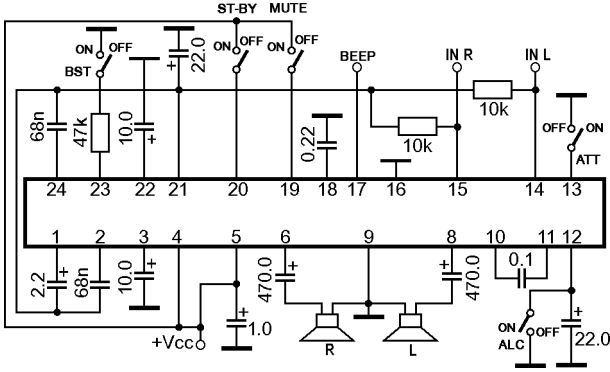 ST-BY MUTE
ON OFF
BST
22.0
ON OFF
ON OFF
BEEP
IN R
IN L
10k
10k
68n
47k
10.0
0.22
OFF ON
ATT
24 23 22 21 20 19 18 17 16 15 14 13
1 2 3 4 5 6 9 8 10 11 12
2.2
68n
10.0
470.0
470.0
0.1
+Vcc
1.0
R
L
ON OFF
ALC
22.0